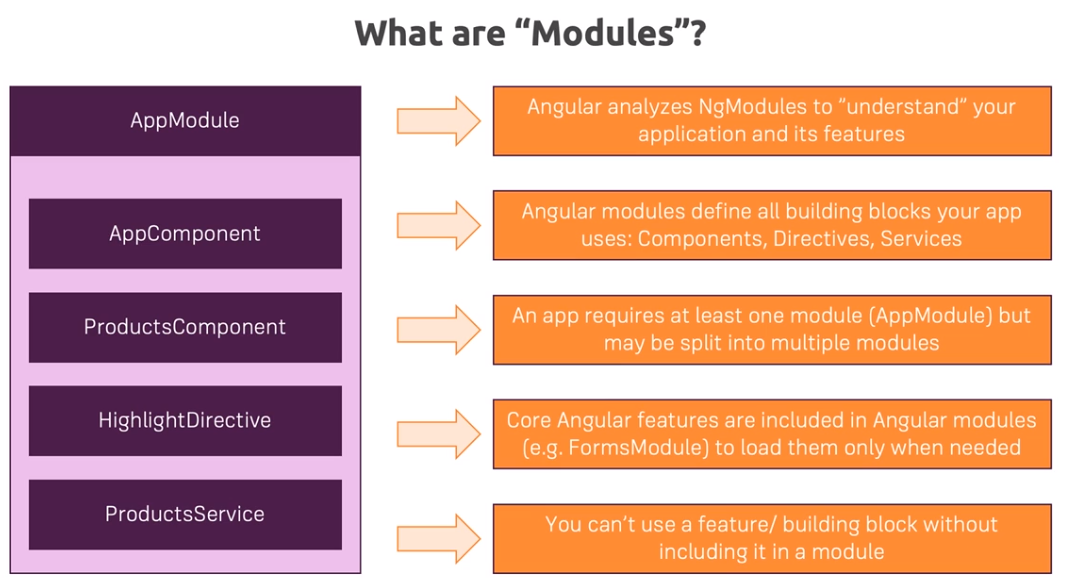 What are “Modules”?
AppModule
Angular analyzes NgModules to “understand” your
application and its features
AppComponent
Angular modules define all building blocks your app
uses: Components, Directives, Services
ProductsComponent
An app requires at least one module (AppModule) but
may be split into multiple modules
HighlightDirective
Core Angular features are included in Angular modules
(e.g. FormsModule) to load them only when needed
ProductsService
You can’t use a feature/ building block without
including it in a module